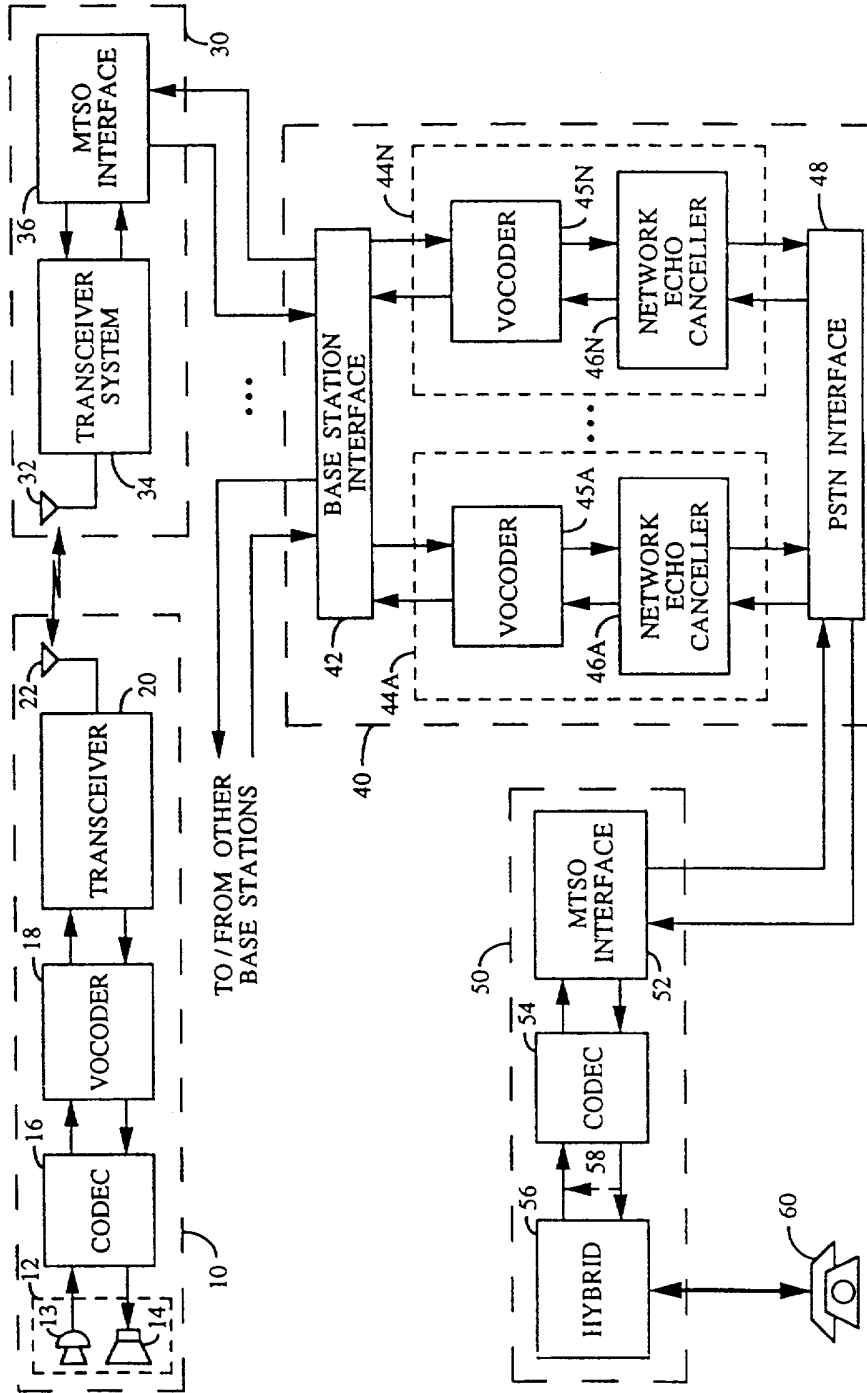 12
13
14
16
CODEC
18
VOCODER
TRANSCEIVER
20
22
10
32
TRANSCEIVER
SYSTEM
34
36
MTSO
INTERFACE
30
TO/FROM OTHER
BASE STATIONS
•••
40
42
BASE STATION
INTERFACE
44A
VOCODER
45A
46A
NETWORK
ECHO
CANCELLER
•••
44N
VOCODER
45N
46N
NETWORK
ECHO
CANCELLER
48
PSTN INTERFACE
50
56
HYBRID
58
54
CODEC
MTSO
INTERFACE
52
60